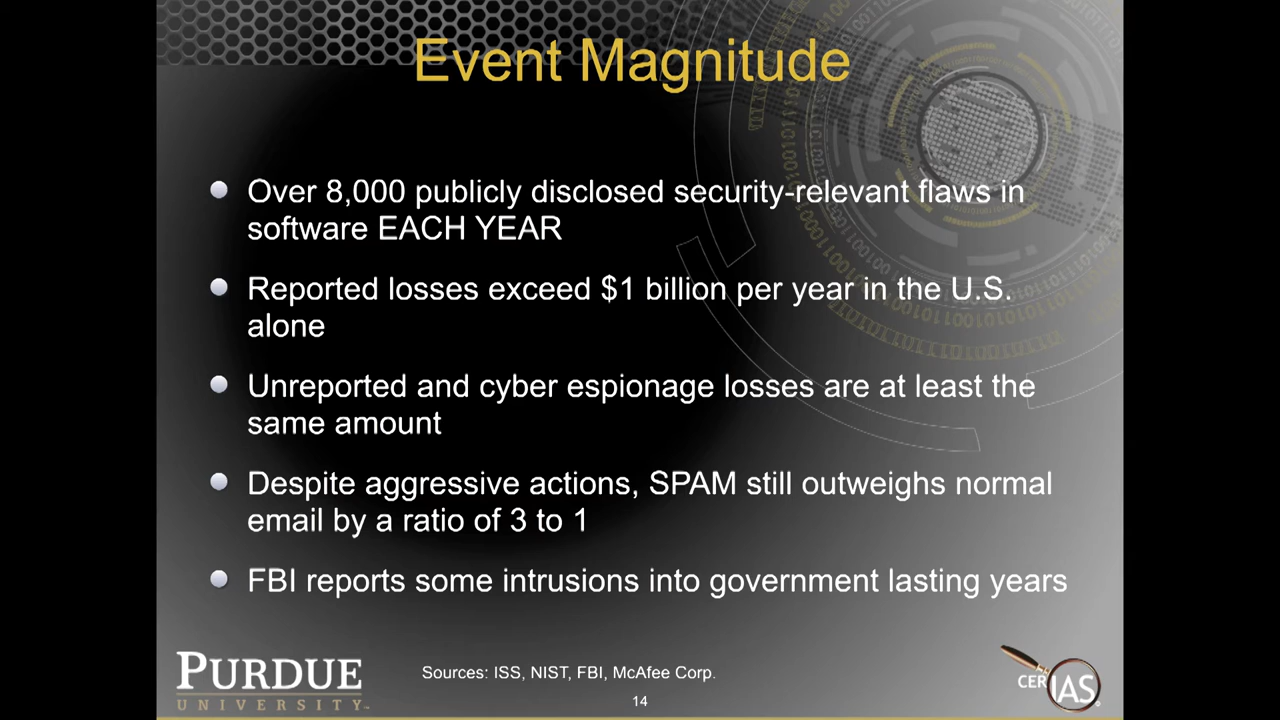 Event Magnitude
Over 8,000 publicly disclosed security-relevant flaws in
software EACH YEAR
Reported losses exceed $1 billion per year in the U.S.
alone
Unreported and cyber espionage losses are at least the
same amount
Despite aggressive actions, SPAM still outweighs normal
email by a ratio of 3 to 1
FBI reports some intrusions into government lasting years
PURDUE
UNIVERSITY
Sources: ISS, NIST, FBI, McAfee Corp.
14
CERIAS